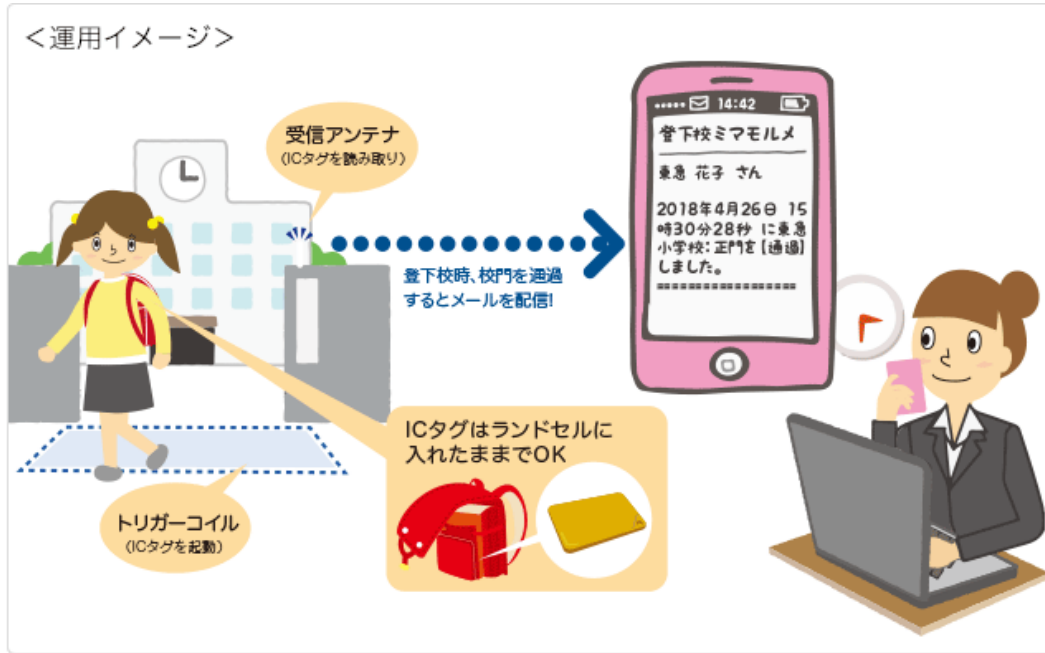 ＜運用イメージ＞
受信アンテナ
(ICタグを読み取り)
14:42
登下校ミマモルメ
東急 花子 さん
2018年4月26日 15
時30分28秒 に東急
小学校：正門を【通過】
しました。
==================
登下校時、校門を通過
するとメールを配信!
ICタグはランドセルに
入れたままでOK
トリガーコイル
(ICタグを起動)